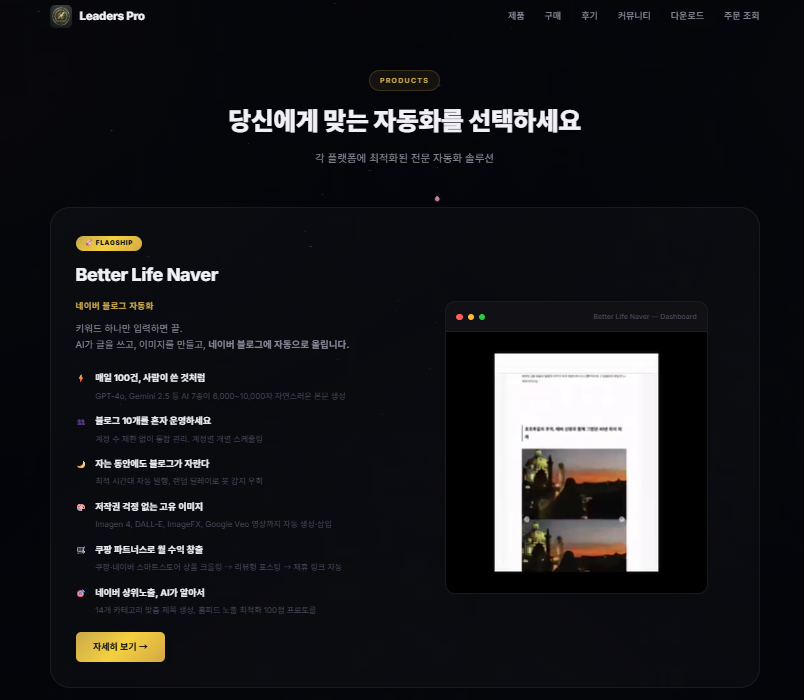 Leaders Pro
제품 구매 후기 커뮤니티 다운로드 주문 조회
PRODUCTS
당신에게 맞는 자동화를 선택하세요
각 플랫폼에 최적화된 전문 자동화 솔루션
FLAGSHIP
Better Life Naver
네이버 블로그 자동화
키워드 하나만 입력하면 끝.
AI가 글을 쓰고, 이미지를 만들고, 네이버 블로그에 자동으로 올립니다.
매일 100건, 사람이 쓴 것처럼
GPT-4o, Gemini 2.5 등 AI 7종이 6,000~10,000자 자연스러운 본문 생성
블로그 10개를 혼자 운영하세요
계정 수 제한 없이 통합 관리, 계정별 개별 스케줄링
자는 동안에도 블로그가 자란다
최적 시간대 자동 발행, 랜덤 딜레이로 봇 감지 우회
저작권 걱정 없는 고유 이미지
Imagen 4, DALL-E, ImageFX, Google Veo 영상까지 자동 생성·삽입
쿠팡 파트너스로 월 수익 창출
쿠팡·네이버 스마트스토어 상품 크롤링 → 리뷰형 포스팅 → 제휴 링크 자동
네이버 상위노출, AI가 알아서
14개 카테고리 맞춤 제목 생성, 홈피드 노출 최적화 100점 프로토콜
자세히 보기 →
Better Life Naver — Dashboard